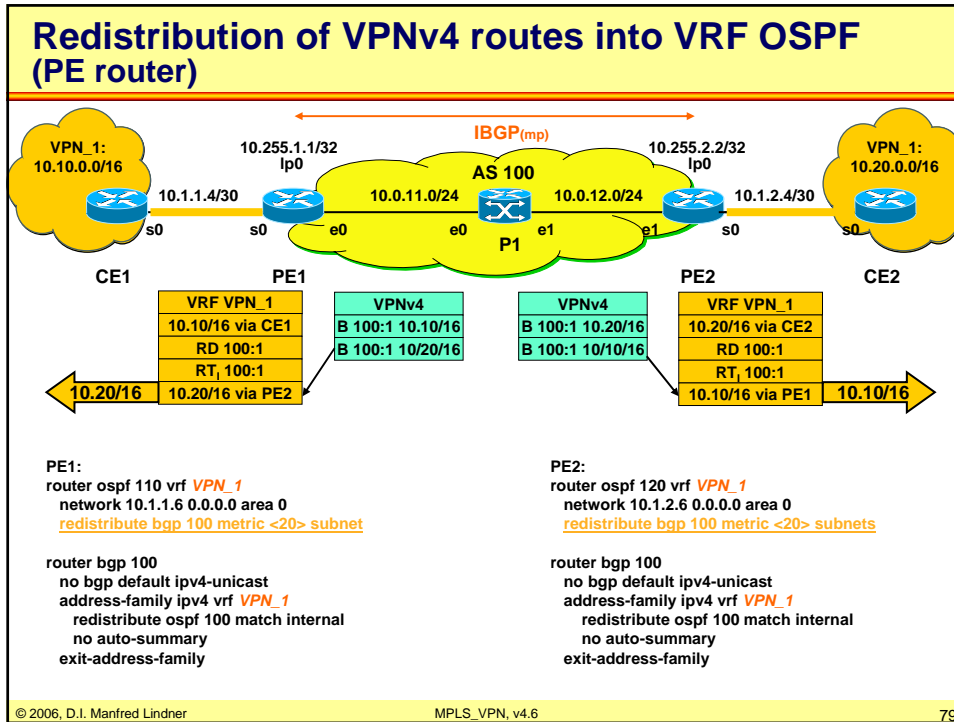 Redistribution of VPNv4 routes into VRF OSPF
(PE router)
IBGP(mp)
VPN_1:
10.10.0.0/16
10.255.1.1/32
lp0
10.255.2.2/32
lp0
VPN_1:
10.20.0.0/16
AS 100
10.1.1.4/30
10.0.11.0/24
10.0.12.0/24
10.1.2.4/30
s0
s0
e0
e0
P1
e1
e1
s0
s0
CE1
PE1
PE2
CE2
VRF VPN_1
10.10/16 via CE1
RD 100:1
RTI 100:1
10.20/16 via PE2
10.20/16
VPNv4
B 100:1 10.10/16
B 100:1 10/20/16
VPNv4
B 100:1 10.20/16
B 100:1 10/10/16
VRF VPN_1
10.20/16 via CE2
RD 100:1
RTI 100:1
10.10/16 via PE1
10.10/16
PE1:
router ospf 110 vrf VPN_1
network 10.1.1.6 0.0.0.0 area 0
redistribute bgp 100 metric <20> subnet
router bgp 100
no bgp default ipv4-unicast
address-family ipv4 vrf VPN_1
redistribute ospf 100 match internal
no auto-summary
exit-address-family
PE2:
router ospf 120 vrf VPN_1
network 10.1.2.6 0.0.0.0 area 0
redistribute bgp 100 metric <20> subnets
router bgp 100
no bgp default ipv4-unicast
address-family ipv4 vrf VPN_1
redistribute ospf 100 match internal
no auto-summary
exit-address-family
© 2006, D.I. Manfred Lindner
MPLS_VPN, v4.6
79